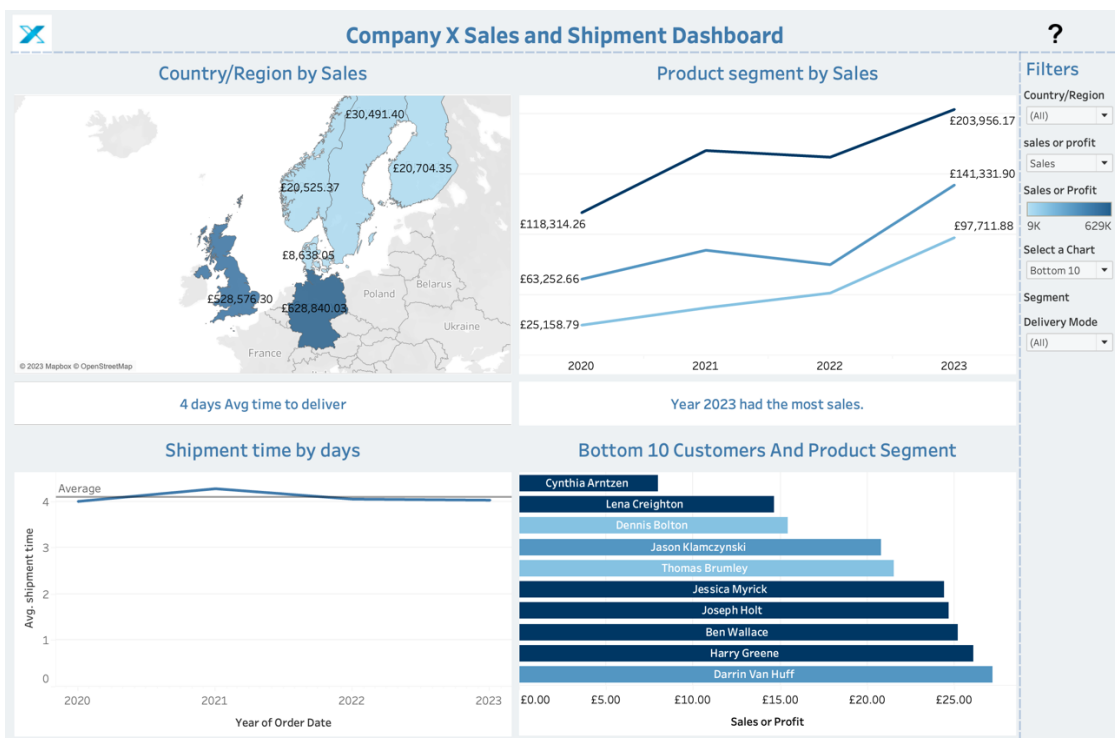 Company X Sales and Shipment Dashboard
?
Country/Region by Sales
£30,491.40
£20,704.35
£20,525.37
£8,638.05
£528,576.30
£628,840.03
Poland
Belarus
Ukraine
France
© 2023 Mapbox © OpenStreetMap
4 days Avg time to deliver
Product segment by Sales
£203,956.17
£141,331.90
£118,314.26
£97,711.88
£63,252.66
£25,158.79
2020 2021 2022 2023
Year 2023 had the most sales.
Shipment time by days
Average
Avg. shipment time
4
3
2
1
0
2020 2021 2022 2023
Year of Order Date
Bottom 10 Customers And Product Segment
Cynthia Arntzen
Lena Creighton
Dennis Bolton
Jason Klamczynski
Thomas Brumley
Jessica Myrick
Joseph Holt
Ben Wallace
Harry Greene
Darrin Van Huff
£0.00 £5.00 £10.00 £15.00 £20.00 £25.00
Sales or Profit
Filters
Country/Region
(All)
sales or profit
Sales
Sales or Profit
9K 629K
Select a Chart
Bottom 10
Segment
Delivery Mode
(All)